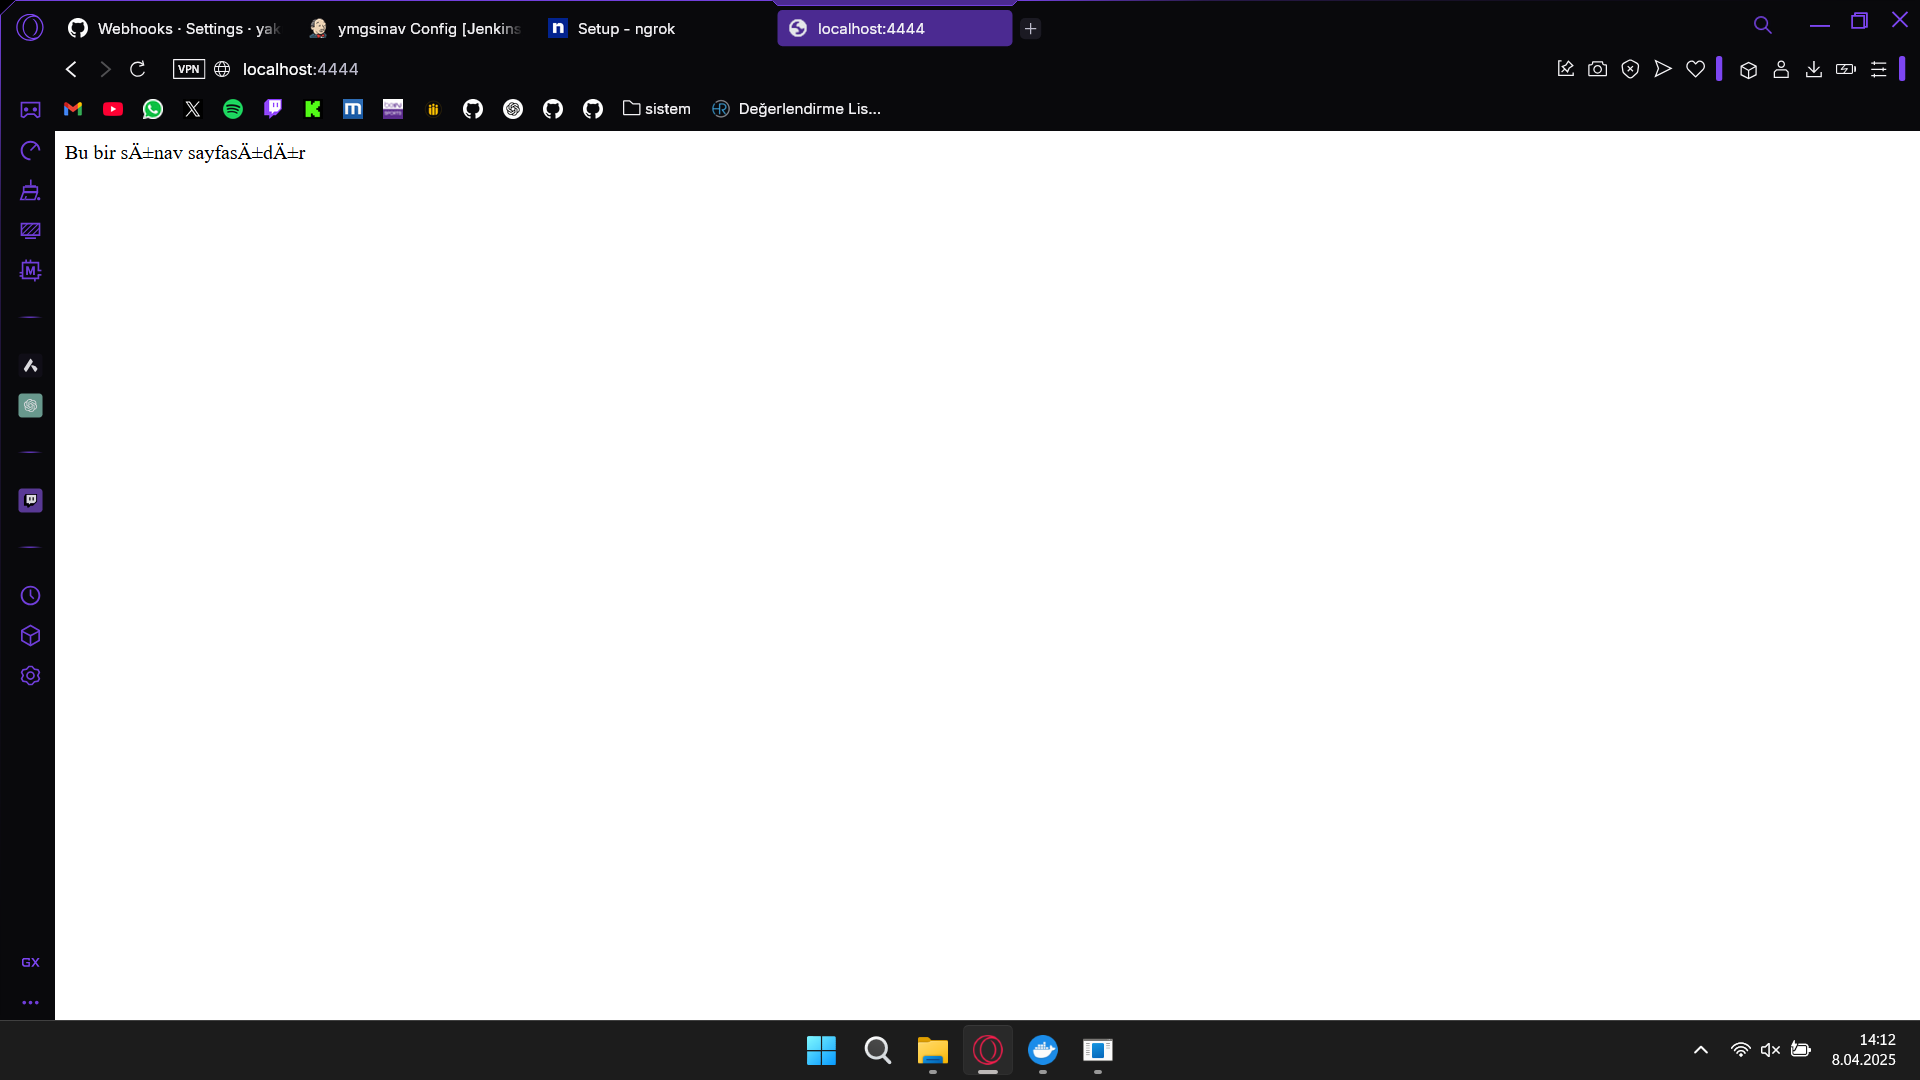 Webhooks · Settings · yak
ymgsinav Config [Jenkins
n Setup - ngrok
localhost:4444
VPN localhost:4444
sistem
Değerlendirme Lis...
Bu bir sÄ±nav sayfasÄ±dÄ±r
GX
14:12
8.04.2025